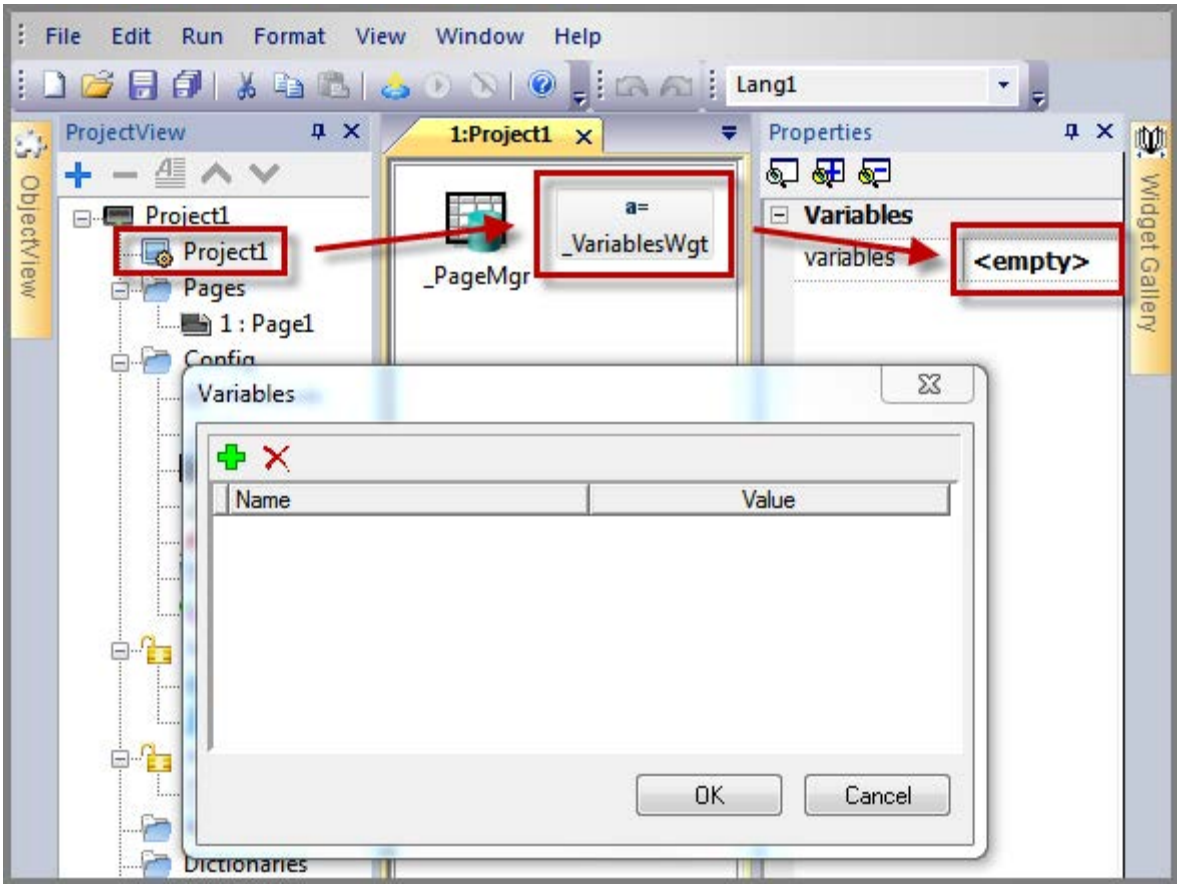 File Edit Run Format View Window Help
Lang1
ProjectView
1:Project1
Properties
ObjectView
Widget Gallery
Project1
Project1
Pages
1 : Page1
Config
_PageMgr
a=
_VariablesWgt
Variables
variables
<empty>
Variables
Name Value
OK Cancel
Dictionaries